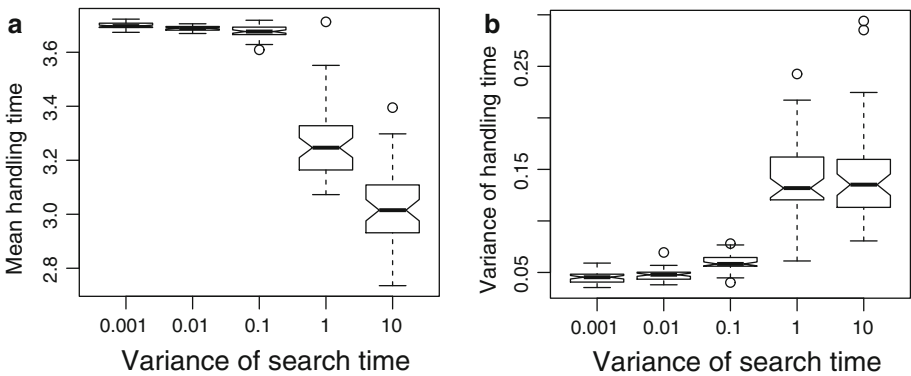 a
Mean handling time
3.6
3.4
3.2
3.0
2.8
0.001 0.01 0.1 1 10
Variance of search time
b
Variance of handling time
0.25
0.15
0.05
0.001 0.01 0.1 1 10
Variance of search time